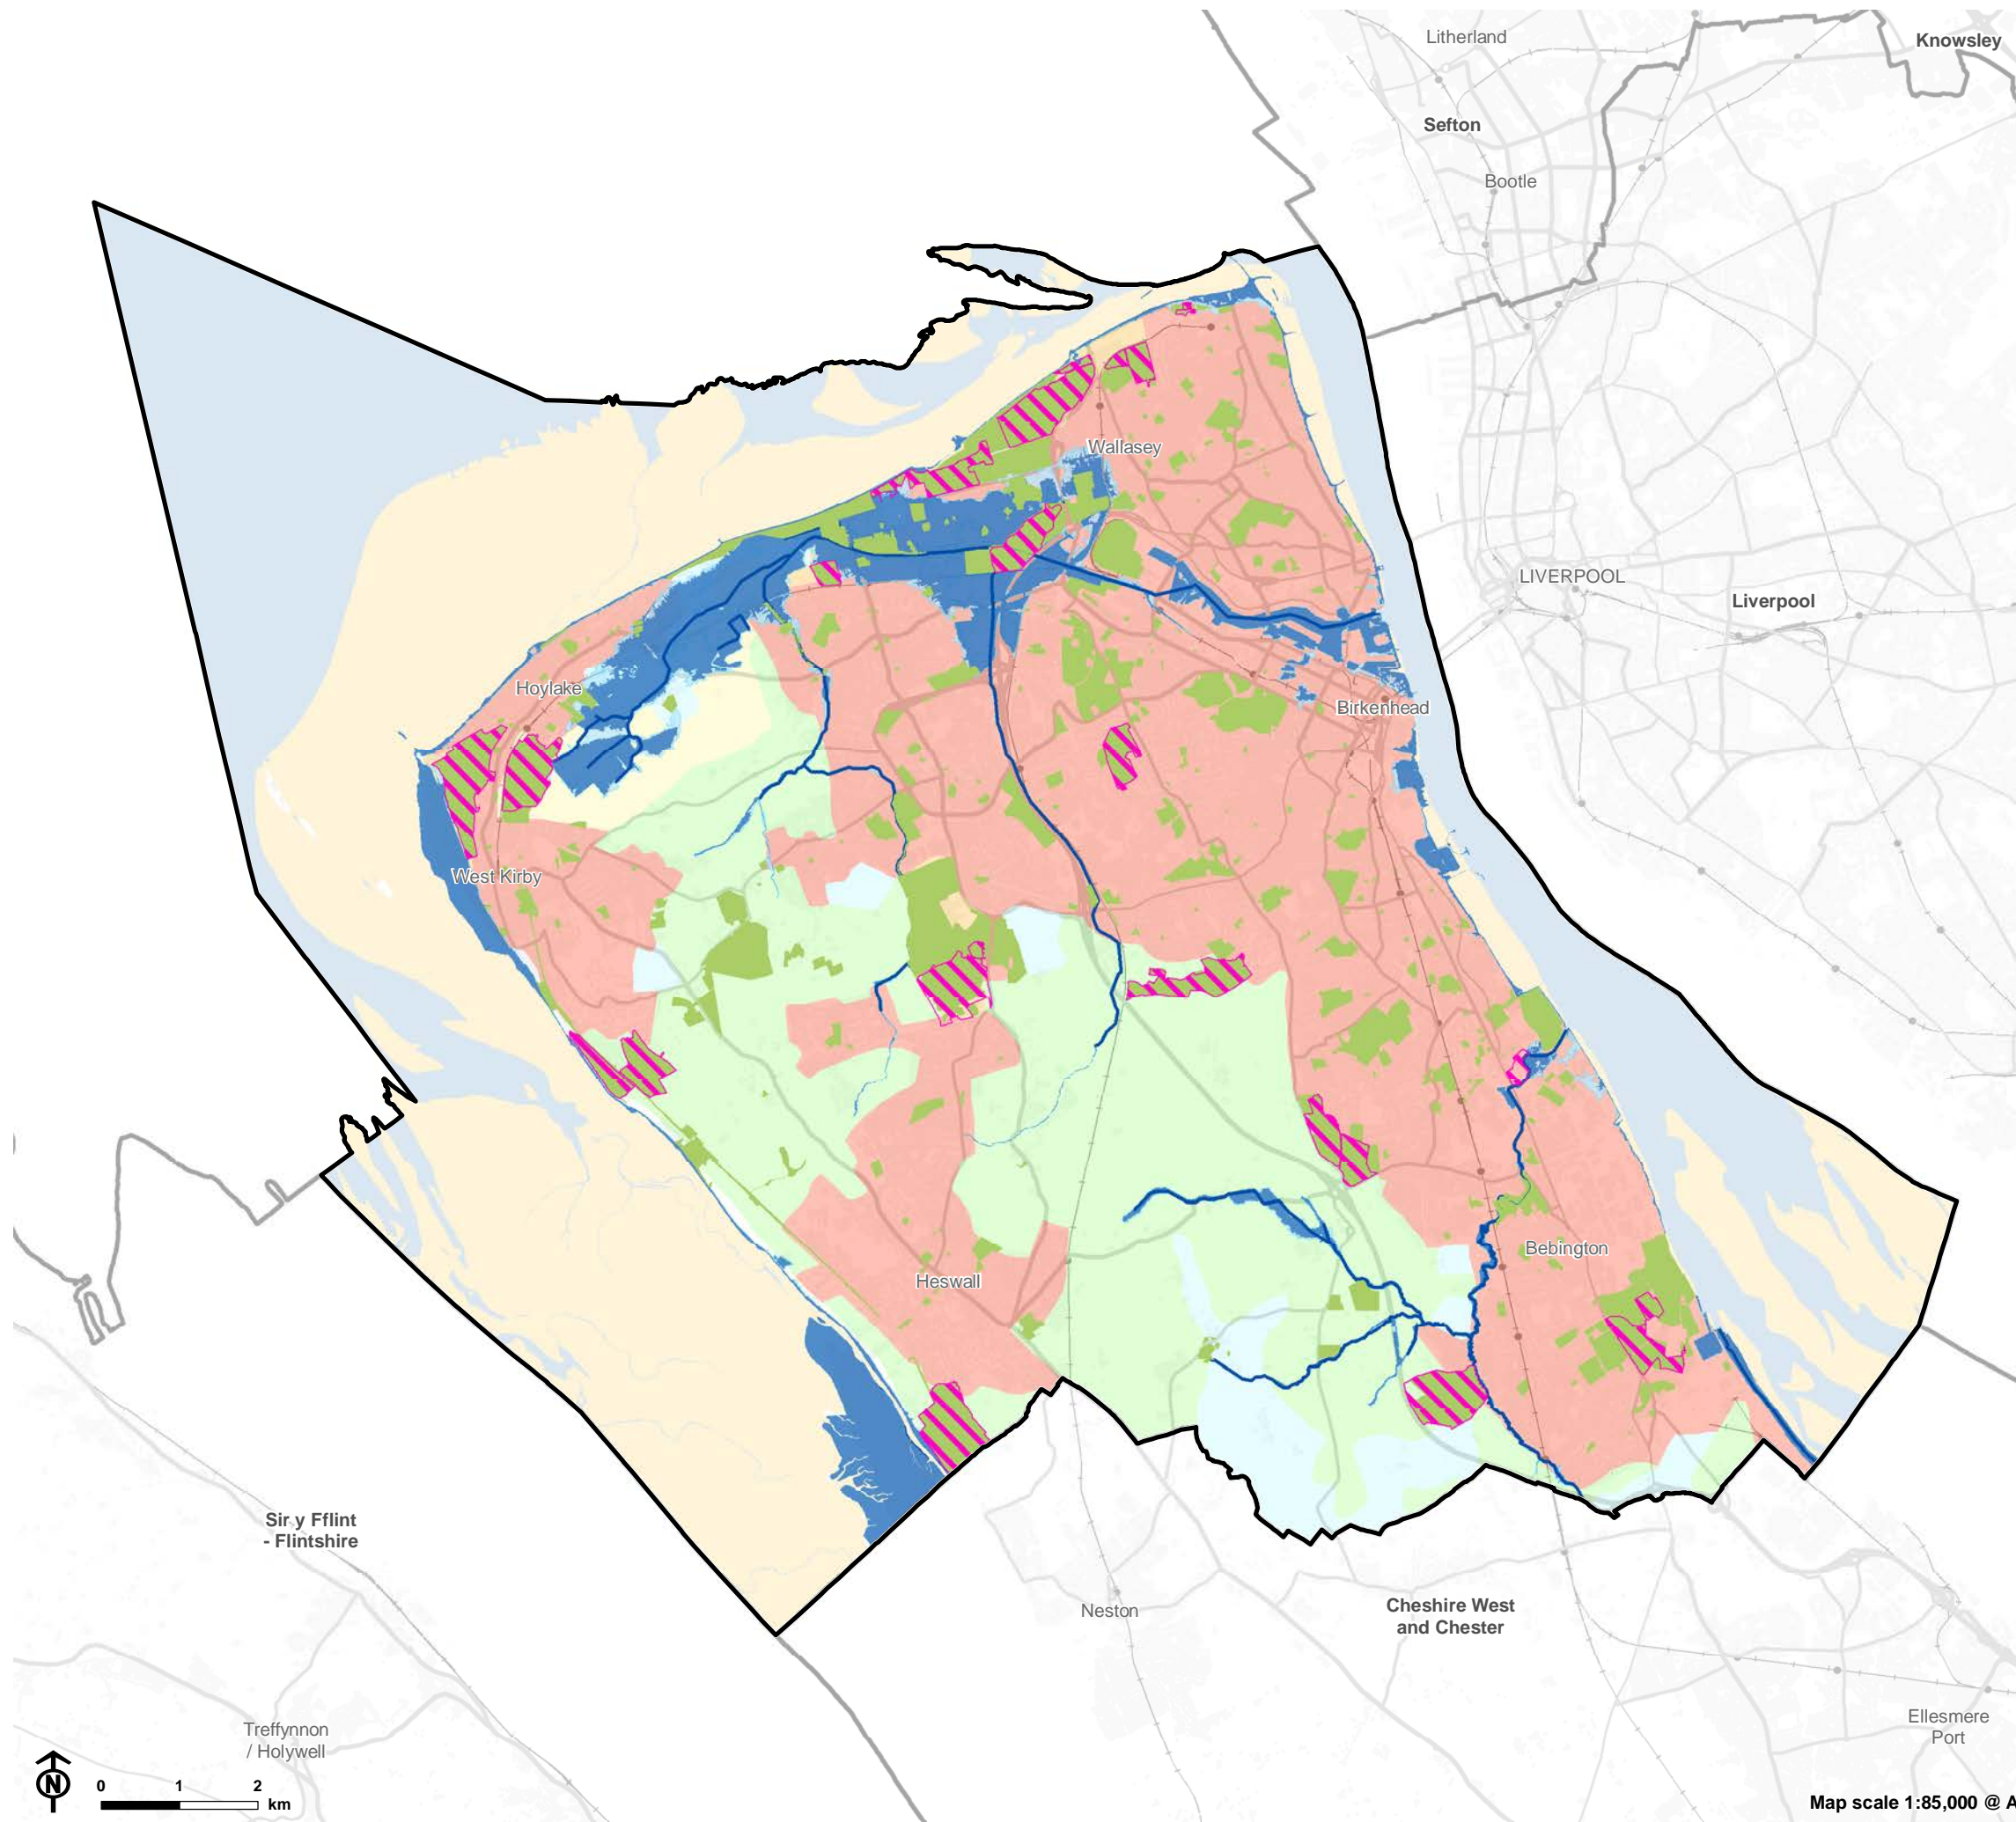 Litherland
Knowsley
Sefton
Bootle
Wallasey
LIVERPOOL
Liverpool
Hoylake
Birkenhead
West Kirby
Bebington
Heswall
Sir y Fflint
- Flintshire
Neston
Cheshire West
and Chester
Ellesmere
Port
Treffynnon
/ Holywell
N
0 1 2
km
Map scale 1:85,000 @ A